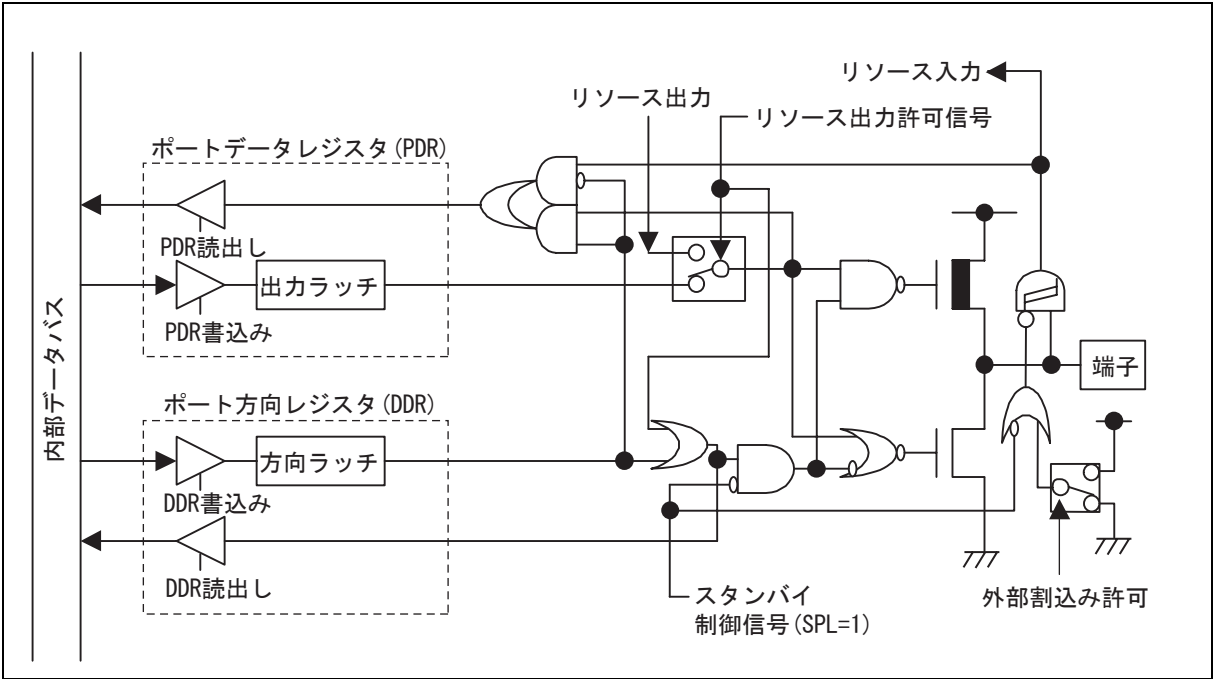 リソース入力
リソース出力
リソース出力許可信号
ポートデータレジスタ(PDR)
PDR読出し
出力ラッチ
PDR書込み
内部データバス
端子
ポート方向レジスタ(DDR)
方向ラッチ
DDR書込み
DDR読出し
スタンバイ
制御信号(SPL=1)
外部割込み許可